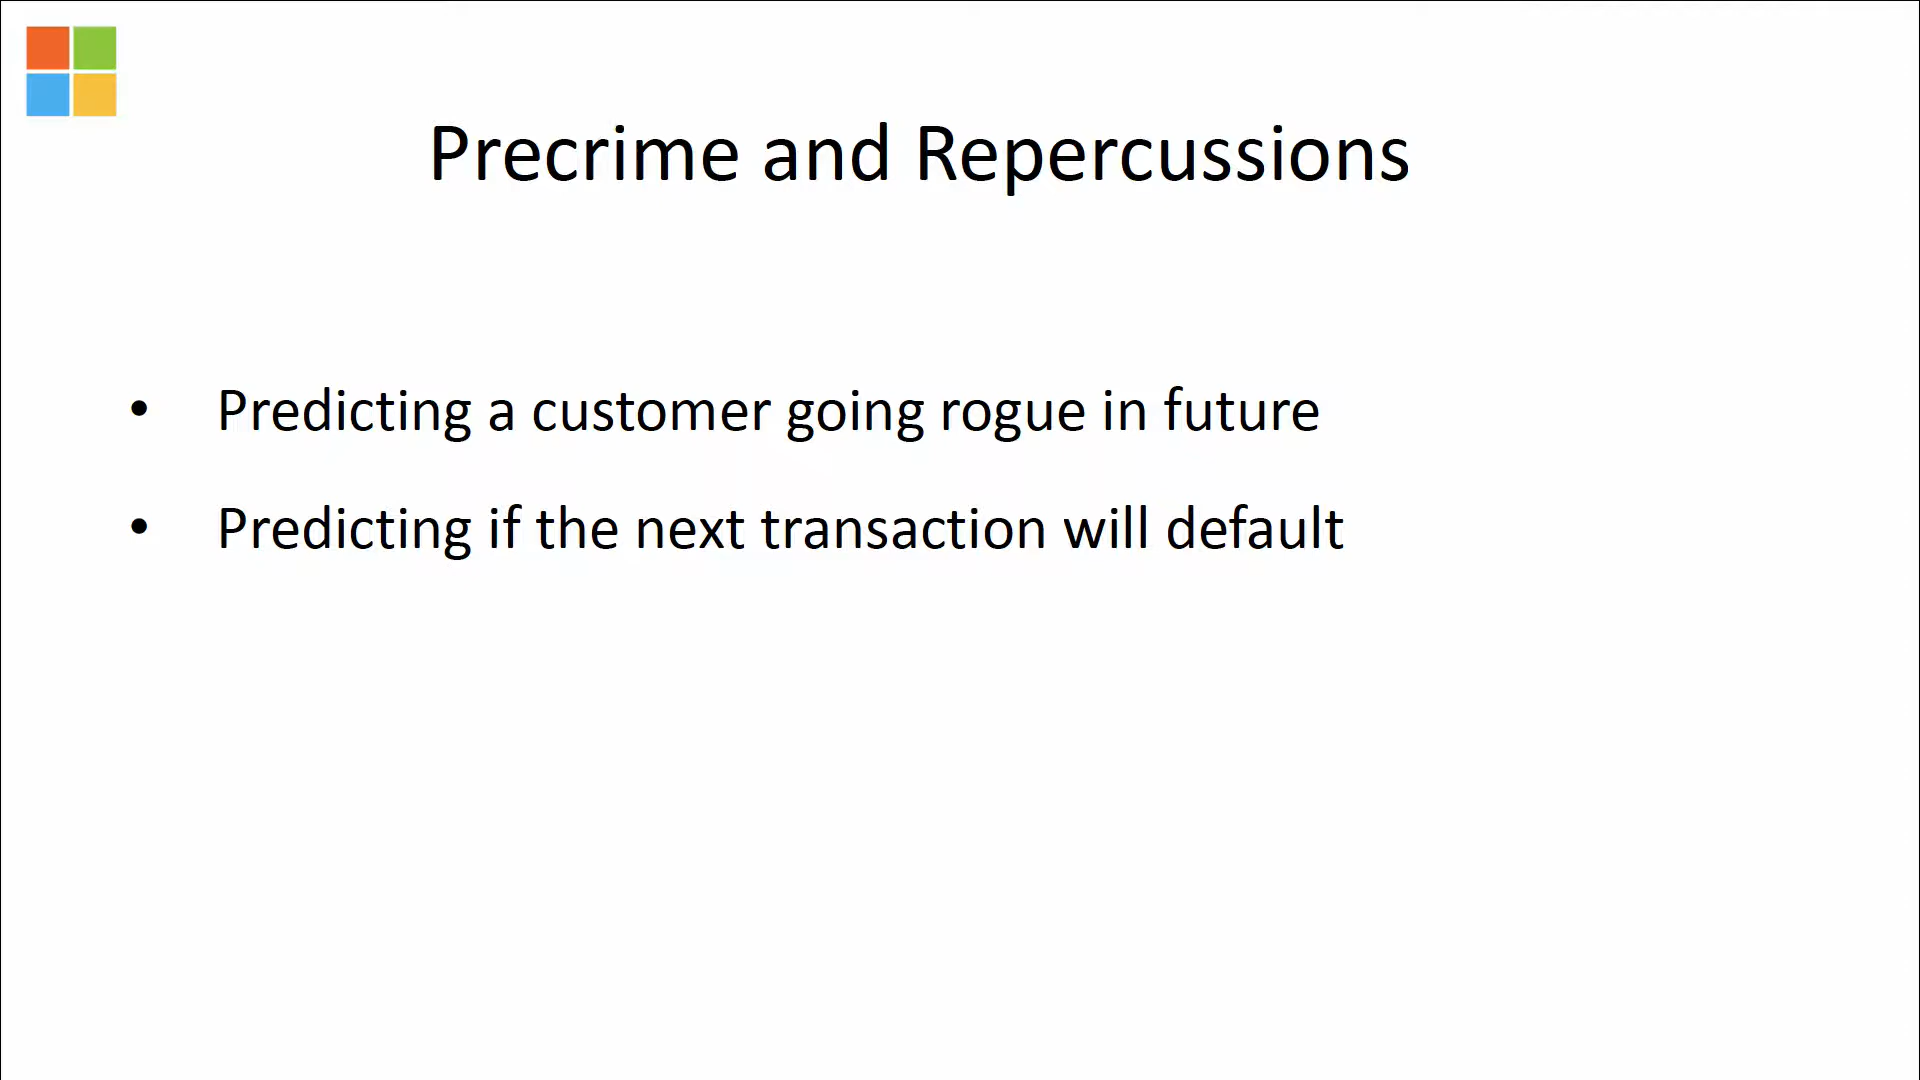 Precrime and Repercussions
• Predicting a customer going rogue in future
• Predicting if the next transaction will default